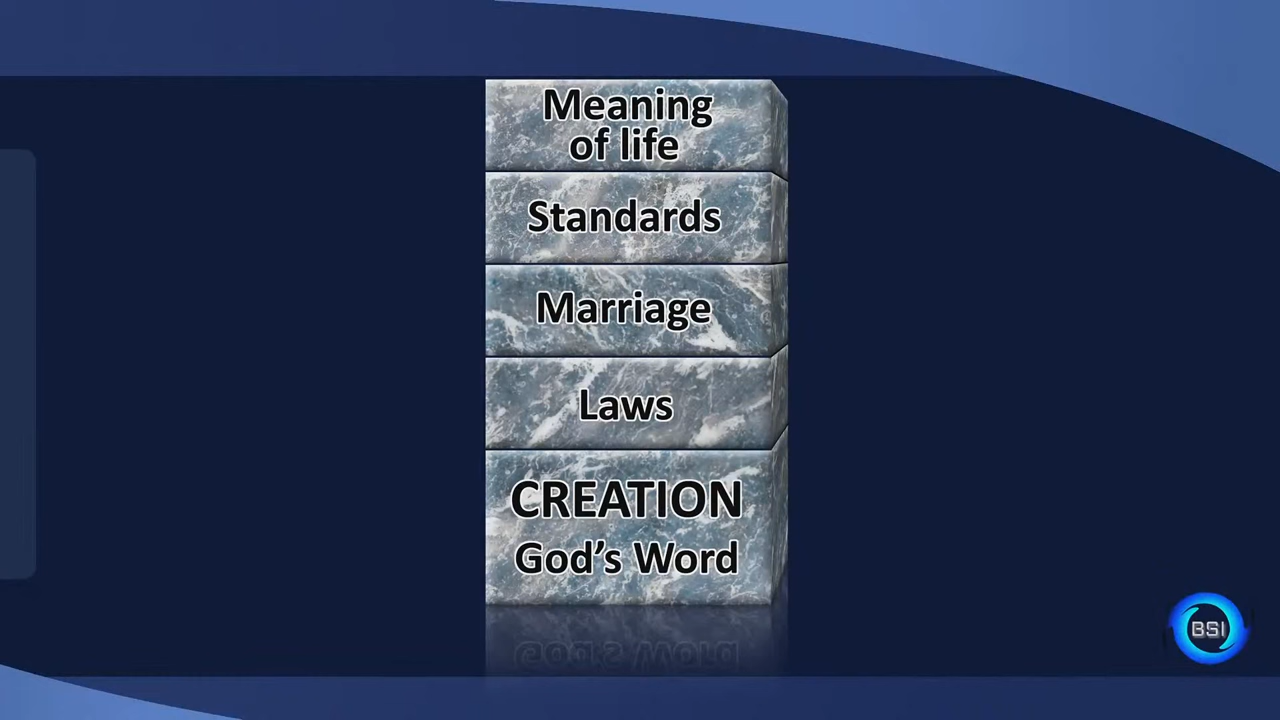 Meaning
of life
Standards
Marriage
Laws
CREATION
God's Word
BSI